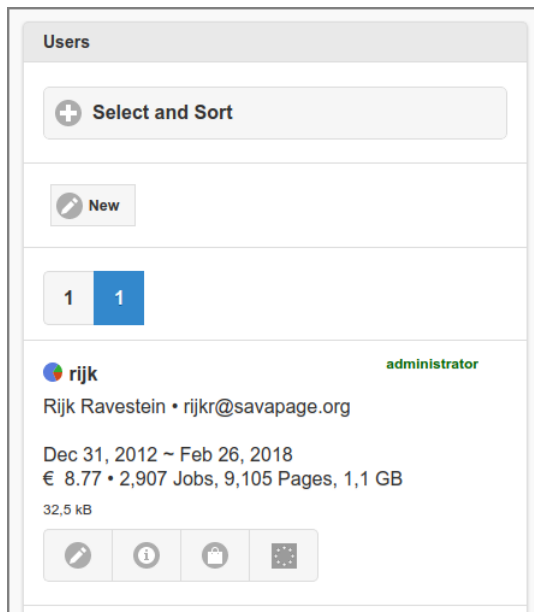 Users
Select and Sort
New
1 1
rijk administrator
Rijk Ravestein • rijkr@savapage.org
Dec 31, 2012 ~ Feb 26, 2018
€ 8.77 • 2,907 Jobs, 9,105 Pages, 1,1 GB
32,5 kB